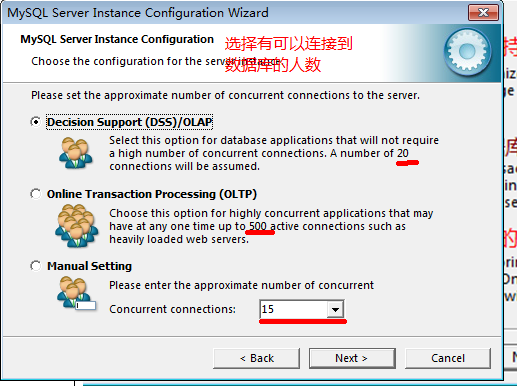 MySQL Server Instance Configuration Wizard
MySQL Server Instance Configuration
选择有可以连接到
Choose the configuration for the server instance.
数据库的人数
Please set the approximate number of concurrent connections to the server.
Decision Support (DSS)/OLAP
Select this option for database applications that will not require
a high number of concurrent connections. A number of 20
connections will be assumed.
Online Transaction Processing (OLTP)
Choose this option for highly concurrent applications that may
have at any one time up to 500 active connections such as
heavily loaded web servers.
Manual Setting
Please enter the approximate number of concurrent
Concurrent connections:
15
< Back
Next >
Cancel